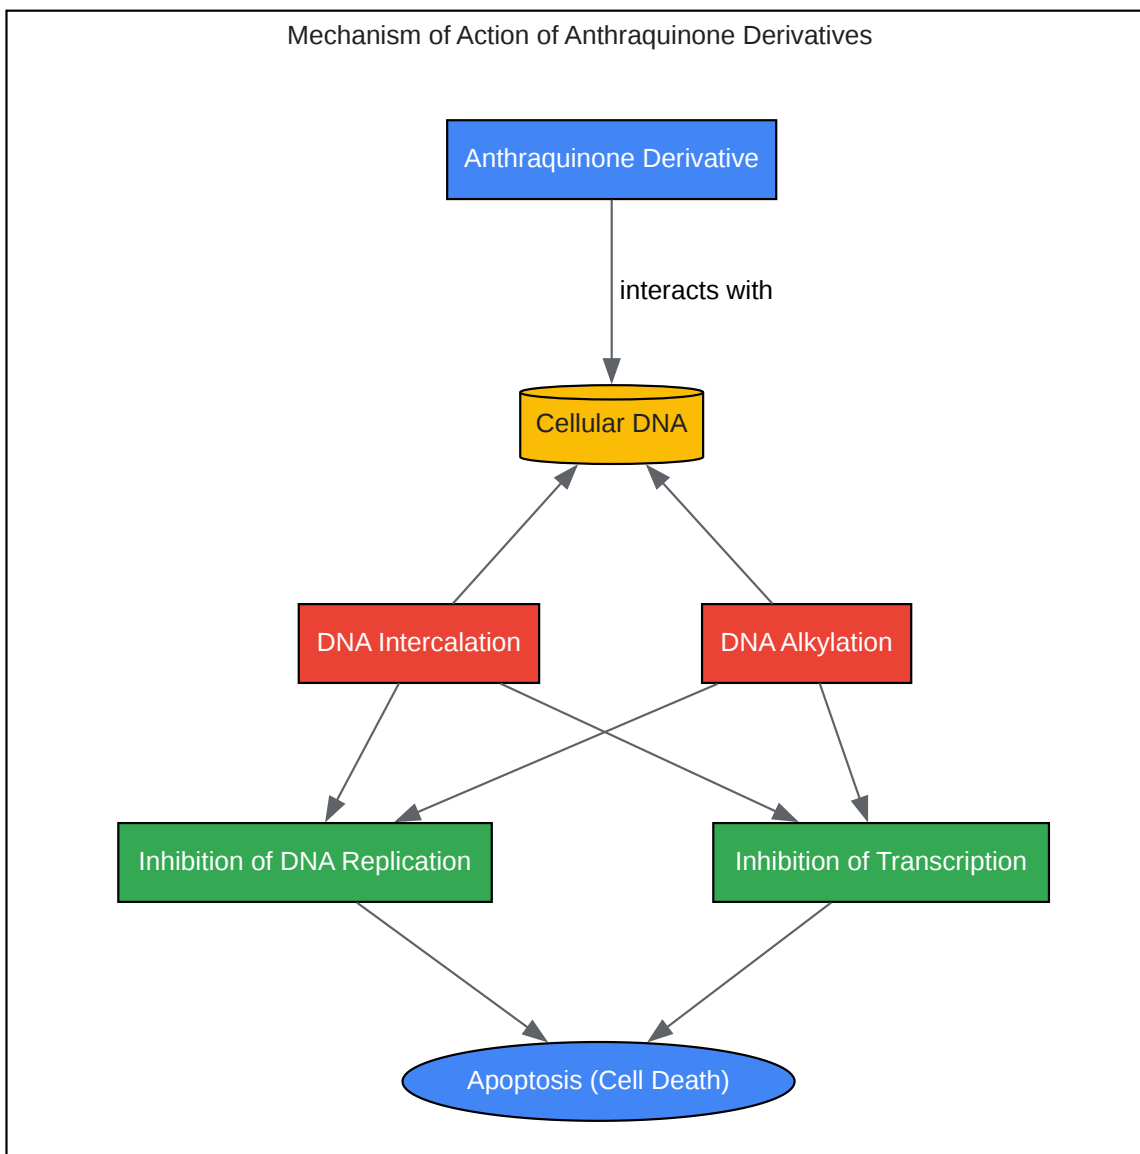 Mechanism of Action of Anthraquinone Derivatives
Anthraquinone Derivative
interacts with
Cellular DNA
DNA Intercalation
DNA Alkylation
Inhibition of DNA Replication
Inhibition of Transcription
Apoptosis (Cell Death)